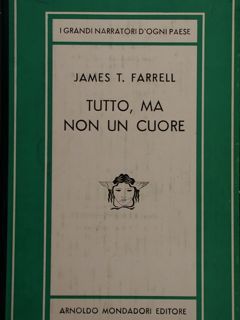 I GRANDI NARRATORI D'OGNI PAESE
JAMES T. FARRELL
TUTTO, MA
NON UN CUORE
ARNOLDO MONDADORI EDITORE